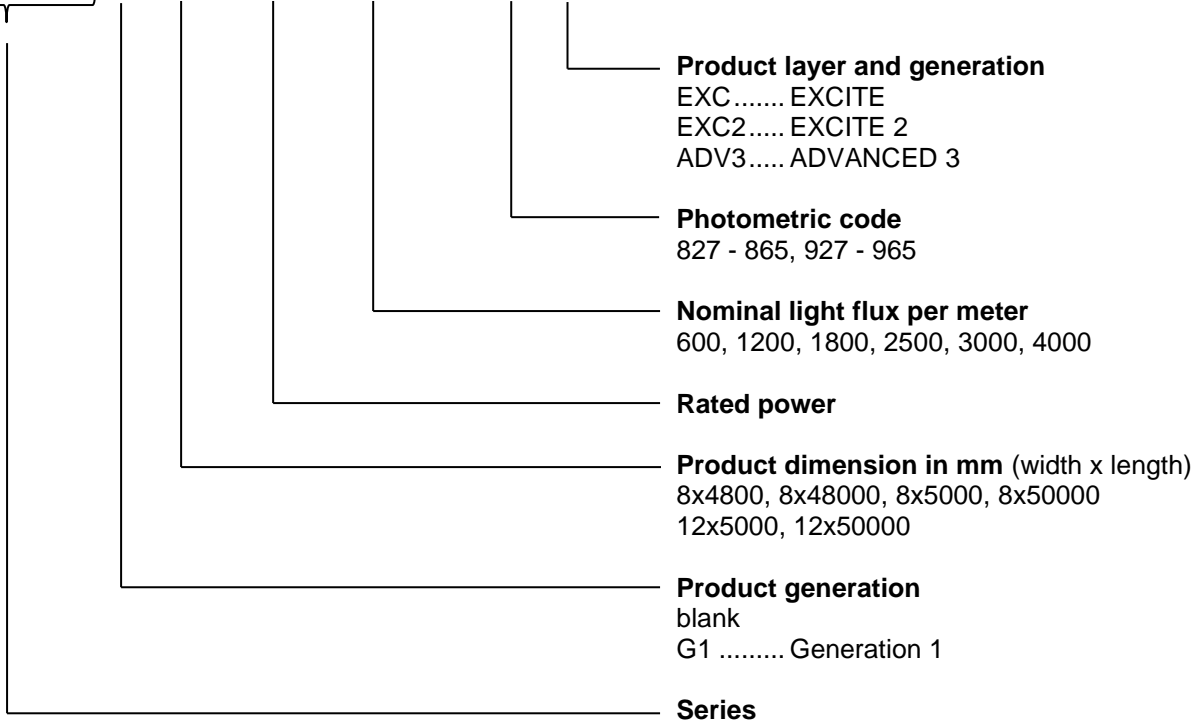 Product layer and generation
EXC....... EXCITE
EXC2..... EXCITE 2
ADV3..... ADVANCED 3
Photometric code
827 - 865, 927 - 965
Nominal light flux per meter
600, 1200, 1800, 2500, 3000, 4000
Rated power
Product dimension in mm (width x length)
8x4800, 8x48000, 8x5000, 8x50000
12x5000, 12x50000
Product generation
blank
G1 ......... Generation 1
Series